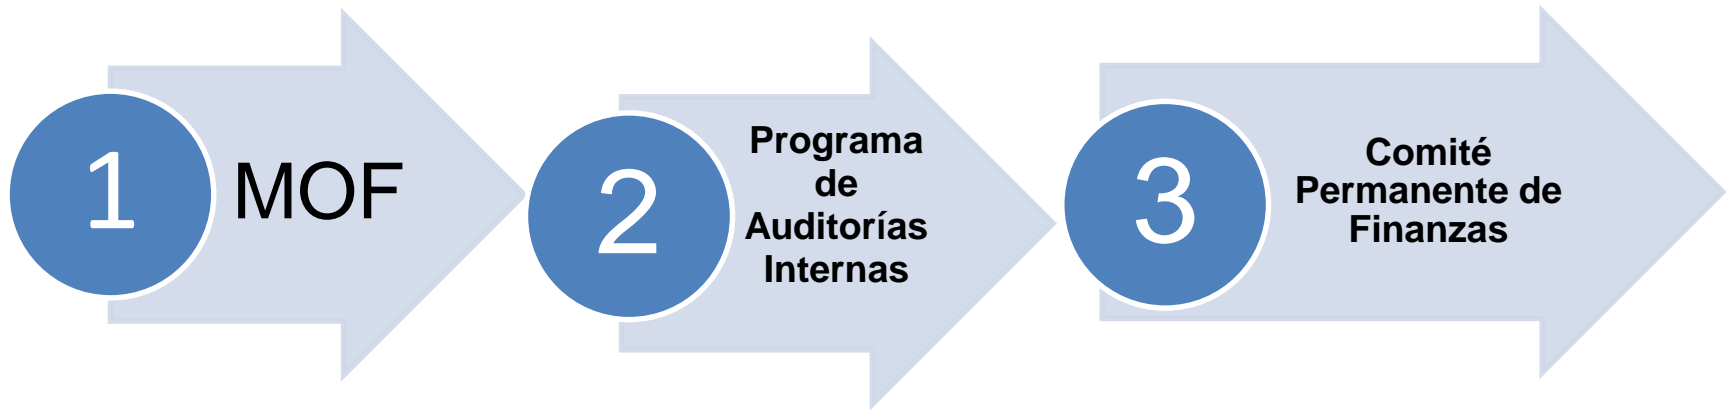 1
MOF
2
Programa
de
Auditorías
Internas
3
Comité
Permanente de
Finanzas